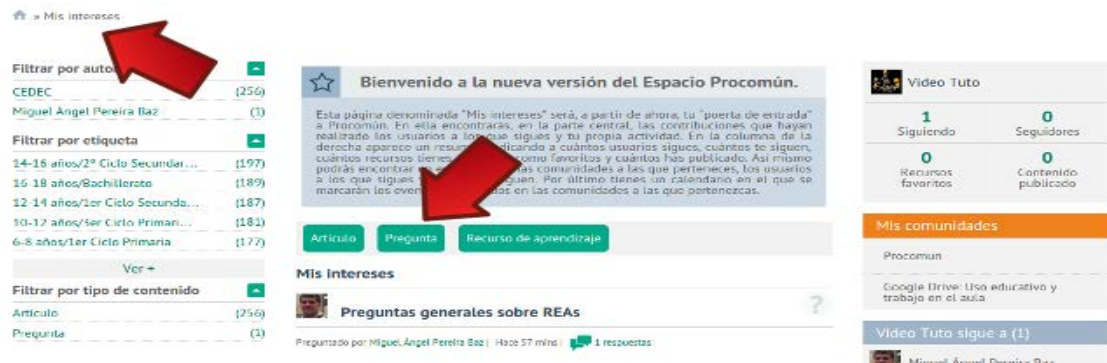 » Mis intereses
Filtrar por autor
CEDEC (256)
Miguel Ángel Pereira Baz (1)
Filtrar por etiqueta
14-16 años/2º Ciclo Secundar... (197)
16-18 años/Bachillerato (189)
12-14 años/1er Ciclo Secunda... (187)
10-12 años/3er Ciclo Primari... (181)
6-8 años/1er Ciclo Primaria (177)
Ver +
Filtrar por tipo de contenido
Artículo (256)
Pregunta (1)
Bienvenido a la nueva versión del Espacio Procomún.
Esta página denominada "Mis intereses" será, a partir de ahora, tu "puerta de entrada"
a Procomún. En ella encontrarás, en la parte central, las contribuciones que hayan
realizado los usuarios a los que sigues y tu propia actividad. En la columna de la
derecha aparece un resumen indicando a cuántos usuarios sigues, cuántos te siguen,
cuántos recursos tienes como favoritos y cuántos has publicado. Así mismo
podrás encontrar las comunidades a las que perteneces, los usuarios
a los que sigues siguen. Por último tienes un calendario en el que se
marcarán los eventos en las comunidades a las que pertenezcas.
Artículo Pregunta Recurso de aprendizaje
Mis intereses
Preguntas generales sobre REAs ?
Preguntado por Miguel Ángel Pereira Baz | Hace 57 mins | 1 respuestas
Video Tuto
1 0
Siguiendo Seguidores
0 0
Recursos favoritos Contenido publicado
Mis comunidades
Procomun
Google Drive: Uso educativo y
trabajo en el aula
Video Tuto sigue a (1)
Miguel Ángel Pereira Baz